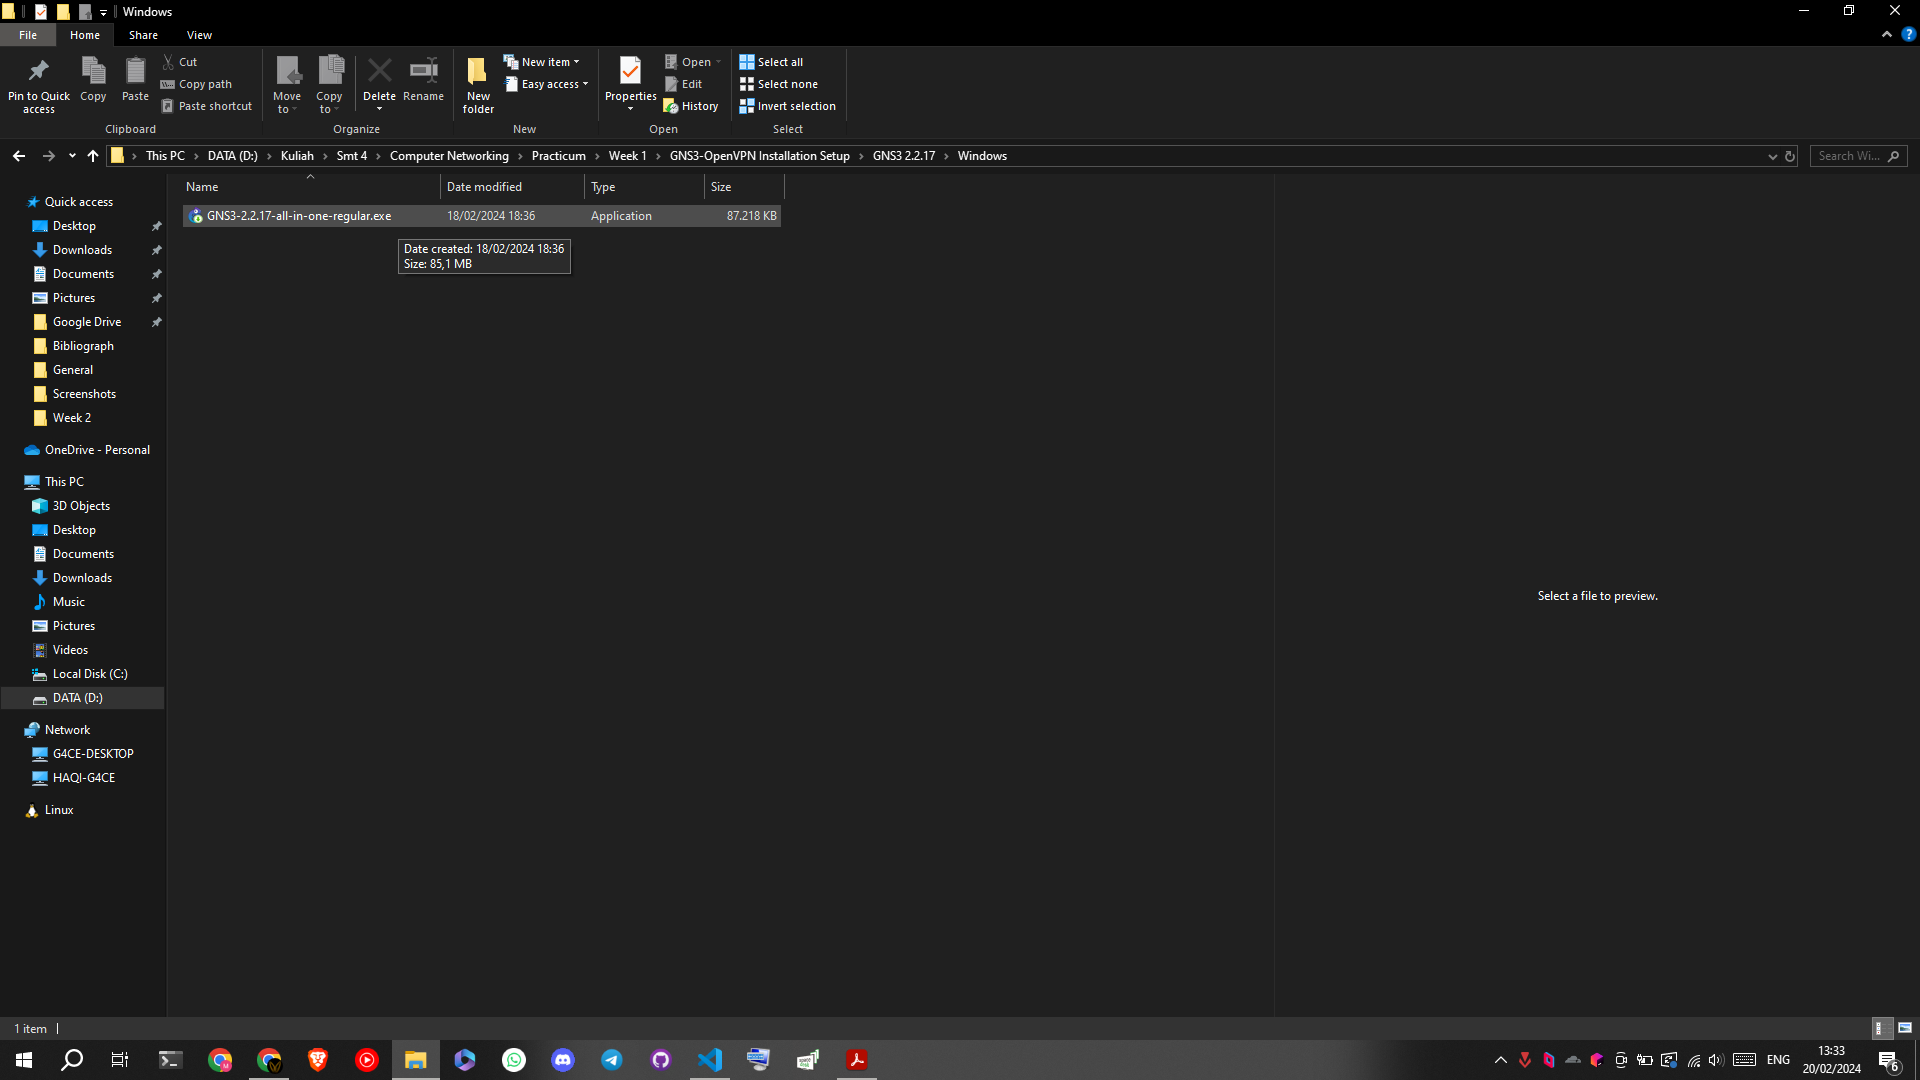 Windows
File Home Share View
Pin to Quick access
Copy
Paste
Cut
Copy path
Paste shortcut
Clipboard
Move to
Copy to
Delete
Rename
Organize
New folder
New item
Easy access
New
Properties
Open
Edit
History
Open
Select all
Select none
Invert selection
Select
This PC > DATA (D:) > Kuliah > Smt 4 > Computer Networking > Practicum > Week 1 > GNS3-OpenVPN Installation Setup > GNS3 2.2.17 > Windows
Search Wi...
Name Date modified Type Size
GNS3-2.2.17-all-in-one-regular.exe 18/02/2024 18:36 Application 87.218 KB
Date created: 18/02/2024 18:36
Size: 85,1 MB
Quick access
Desktop
Downloads
Documents
Pictures
Google Drive
Bibliograph
General
Screenshots
Week 2
OneDrive - Personal
This PC
3D Objects
Desktop
Documents
Downloads
Music
Pictures
Videos
Local Disk (C:)
DATA (D:)
Network
G4CE-DESKTOP
HAQI-G4CE
Linux
Select a file to preview.
1 item
ENG
13:33
20/02/2024
6